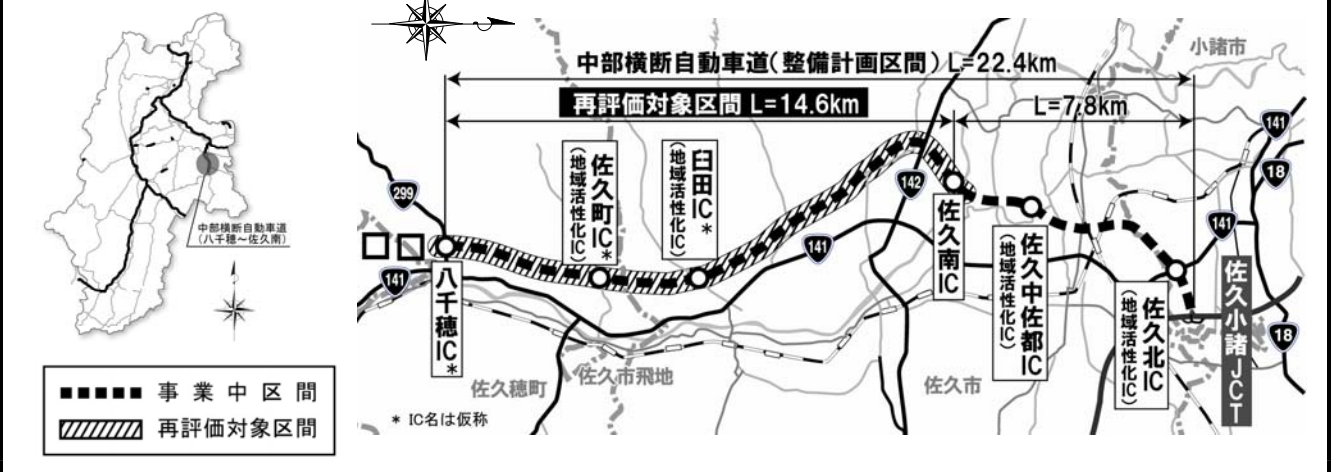 中部横断自動車道
(八千穂～佐久南)
事業中区間
再評価対象区間
中部横断自動車道(整備計画区間) L=22.4km
再評価対象区間 L=14.6km
L=7.8km
小諸市
299
141
八千穂IC*
佐久町IC*
(地域活性化IC)
臼田IC*
(地域活性化IC)
141
142
佐久南IC
佐久中佐都IC
(地域活性化IC)
佐久北IC
(地域活性化IC)
佐久小諸JCT
141
18
141
18
佐久穂町
佐久市飛地
佐久市
* IC名は仮称